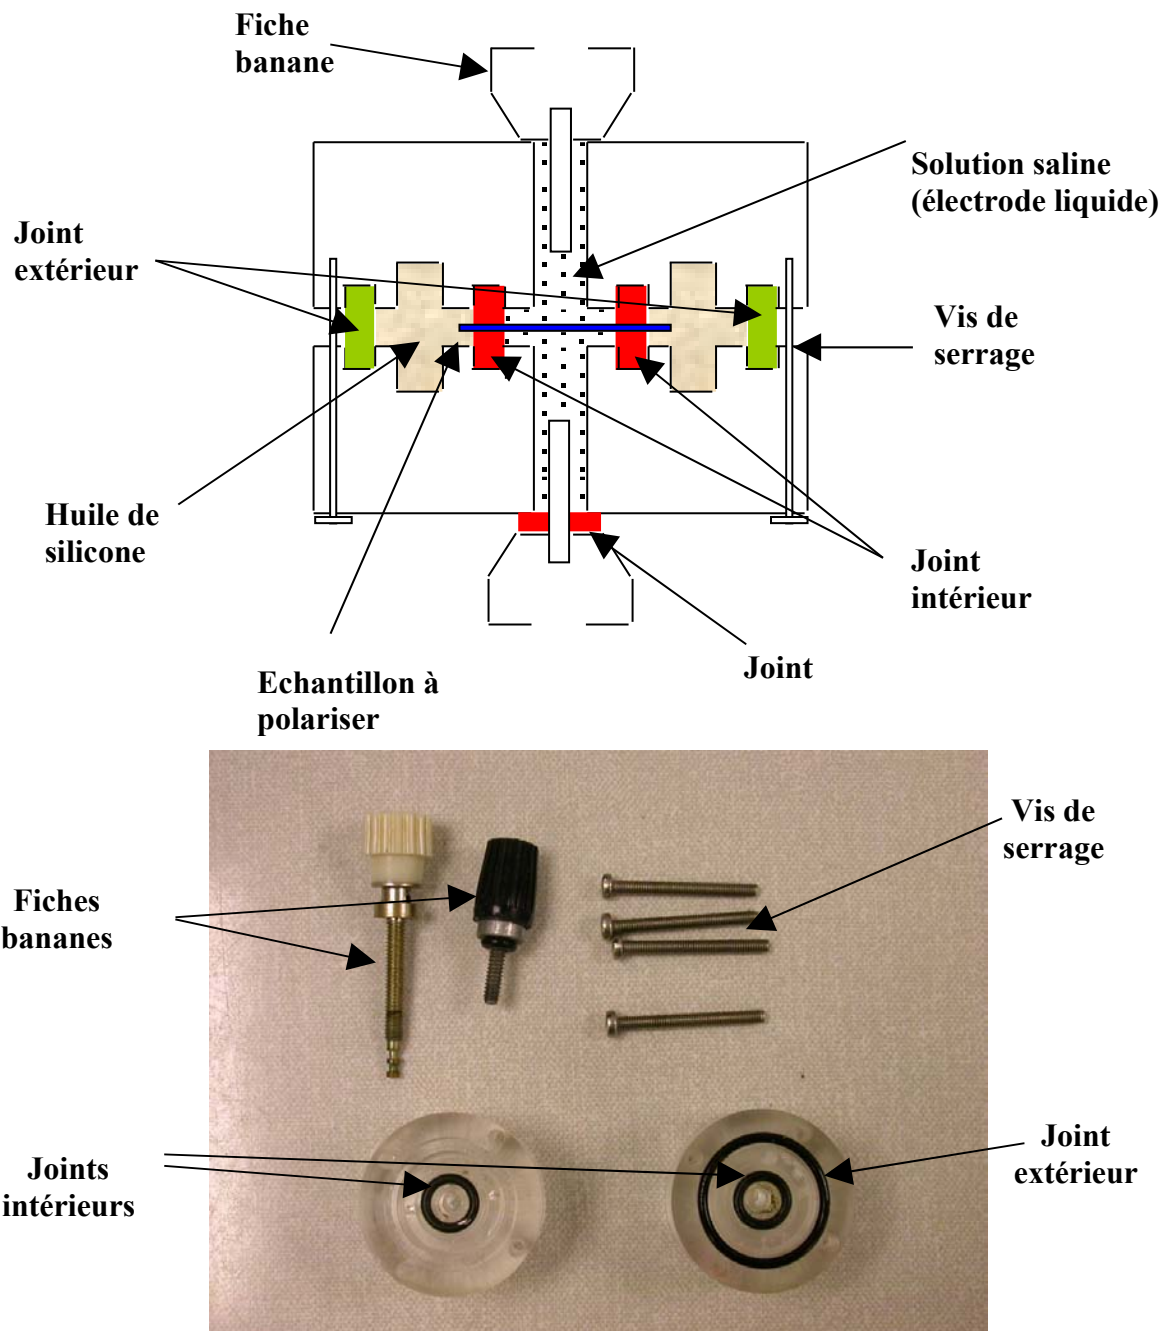 Fiche
banane
Solution saline
(électrode liquide)
Joint
extérieur
Vis de
serrage
Huile de
silicone
Joint
intérieur
Joint
Echantillon à
polariser
Vis de
serrage
Fiches
bananes
Joint
extérieur
Joints
intérieurs